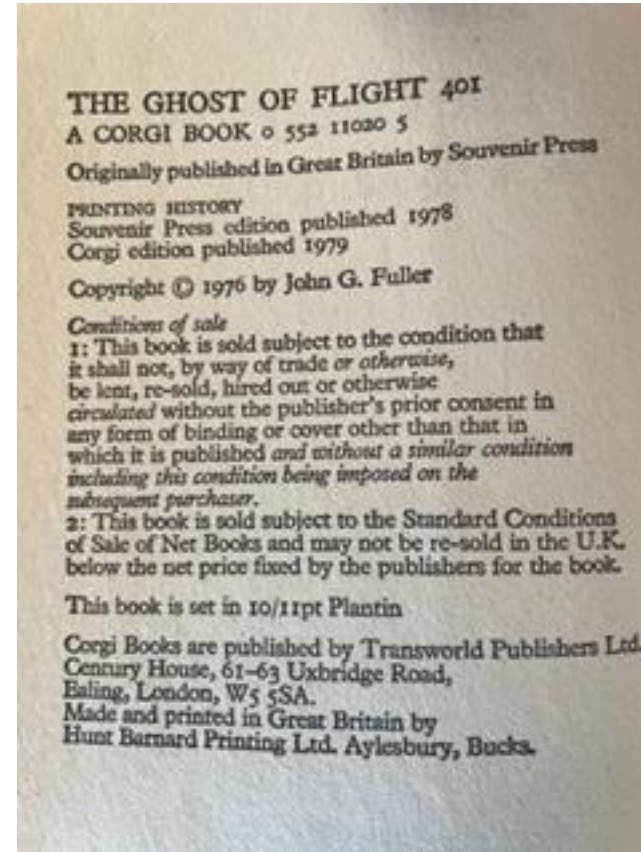 THE GHOST OF FLIGHT 401
A CORGI BOOK 0 552 11020 5
Originally published in Great Britain by Souvenir Press
PRINTING HISTORY
Souvenir Press edition published 1978
Corgi edition published 1979
Copyright © 1976 by John G. Fuller
Conditions of sale
1: This book is sold subject to the condition that
it shall not, by way of trade or otherwise,
be lent, re-sold, hired out or otherwise
circulated without the publisher's prior consent in
any form of binding or cover other than that in
which it is published and without a similar condition
including this condition being imposed on the
subsequent purchaser.
2: This book is sold subject to the Standard Conditions
of Sale of Net Books and may not be re-sold in the U.K.
below the net price fixed by the publishers for the book.
This book is set in 10/11pt Plantin
Corgi Books are published by Transworld Publishers Ltd.
Century House, 61–63 Uxbridge Road,
Ealing, London, W5 5SA.
Made and printed in Great Britain by
Hunt Barnard Printing Ltd. Aylesbury, Bucks.